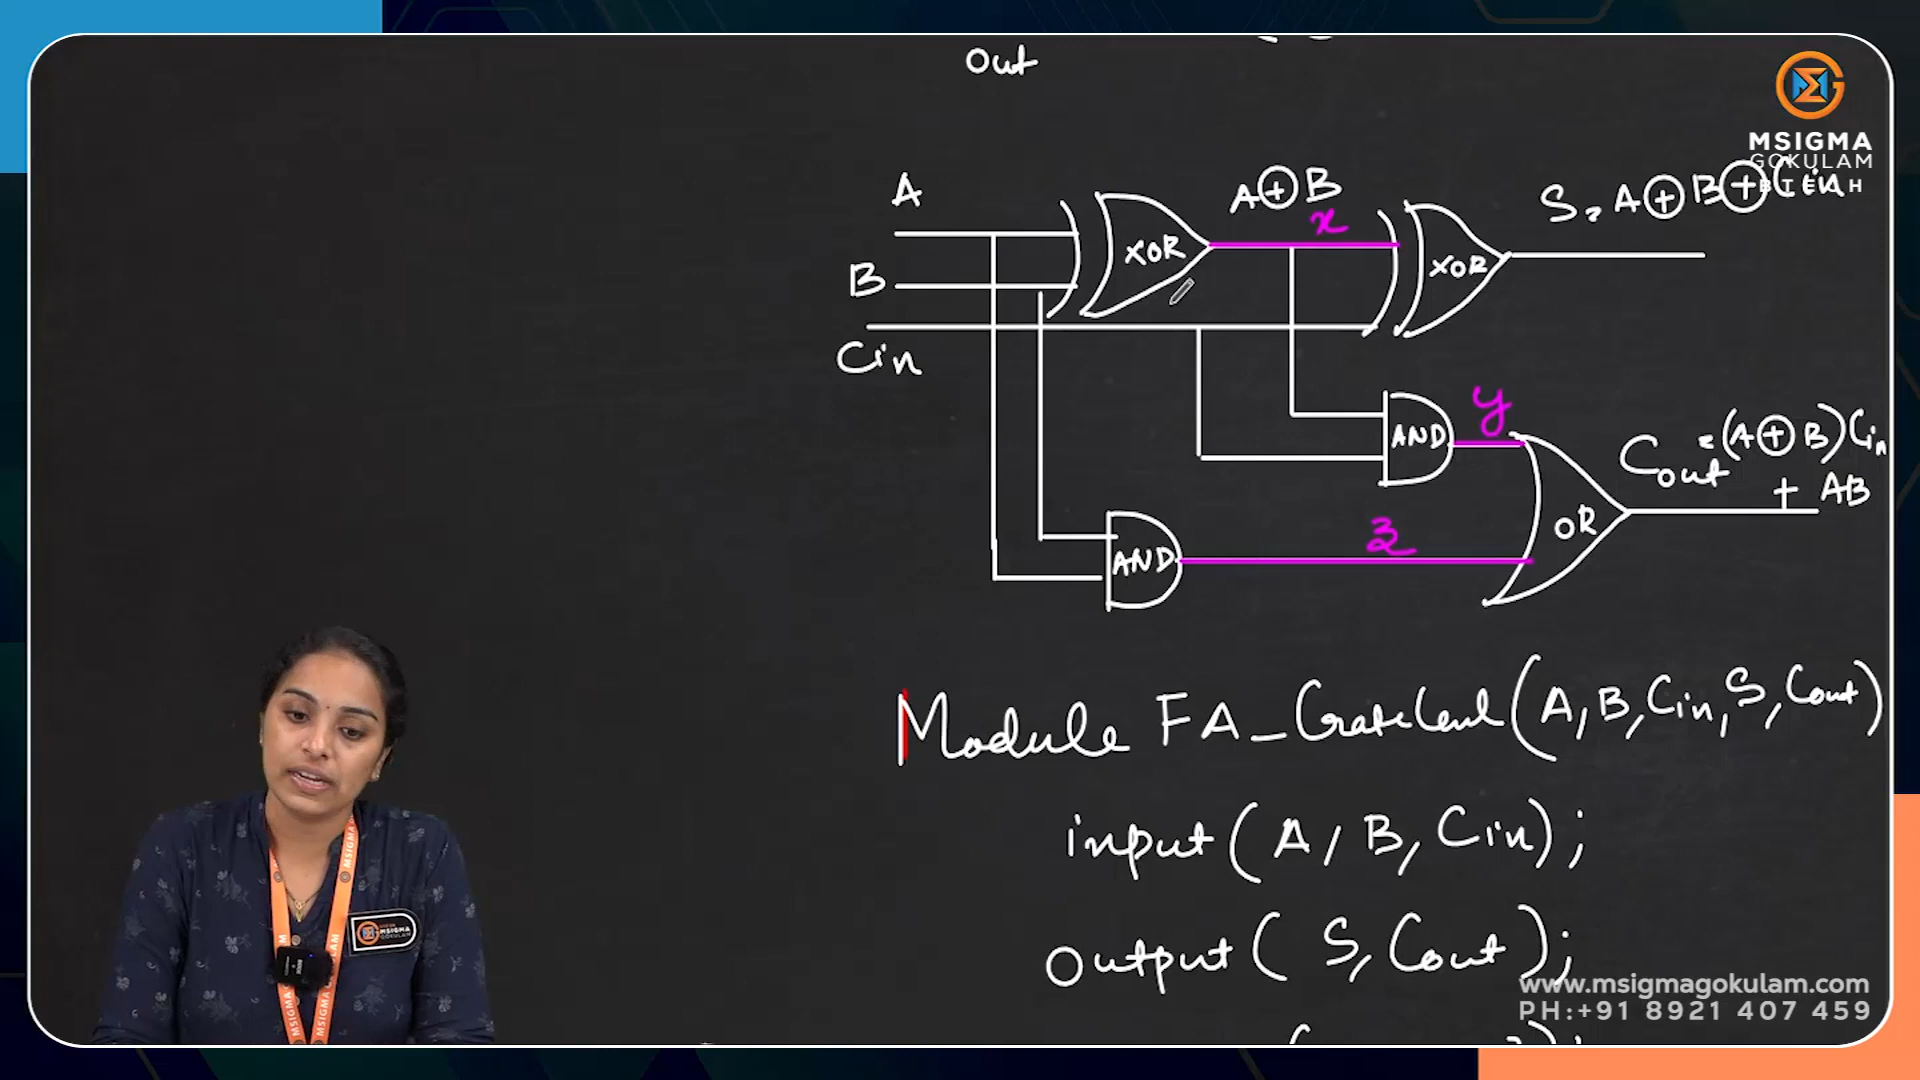 Out
MSIGMA
GOKULAM
BTECH
A
A⊕B
x
S = A⊕B⊕Cin
XOR
XOR
B
Cin
y
AND
Cout = (A⊕B)Cin
+ AB
z
OR
AND
Module FA_GateLevel(A, B, Cin, S, Cout)
input(A, B, Cin);
output(S, Cout);
www.msigmagokulam.com
PH:+91 8921 407 459